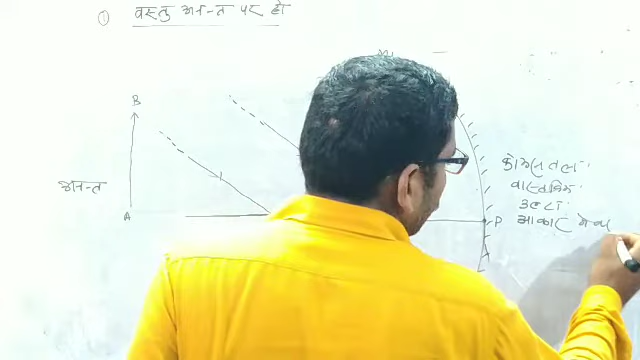 ① वस्तु अनन्त पर हो
B
अनन्त
A
P
फोकस तल
वास्तविक
उल्टा
आकार में